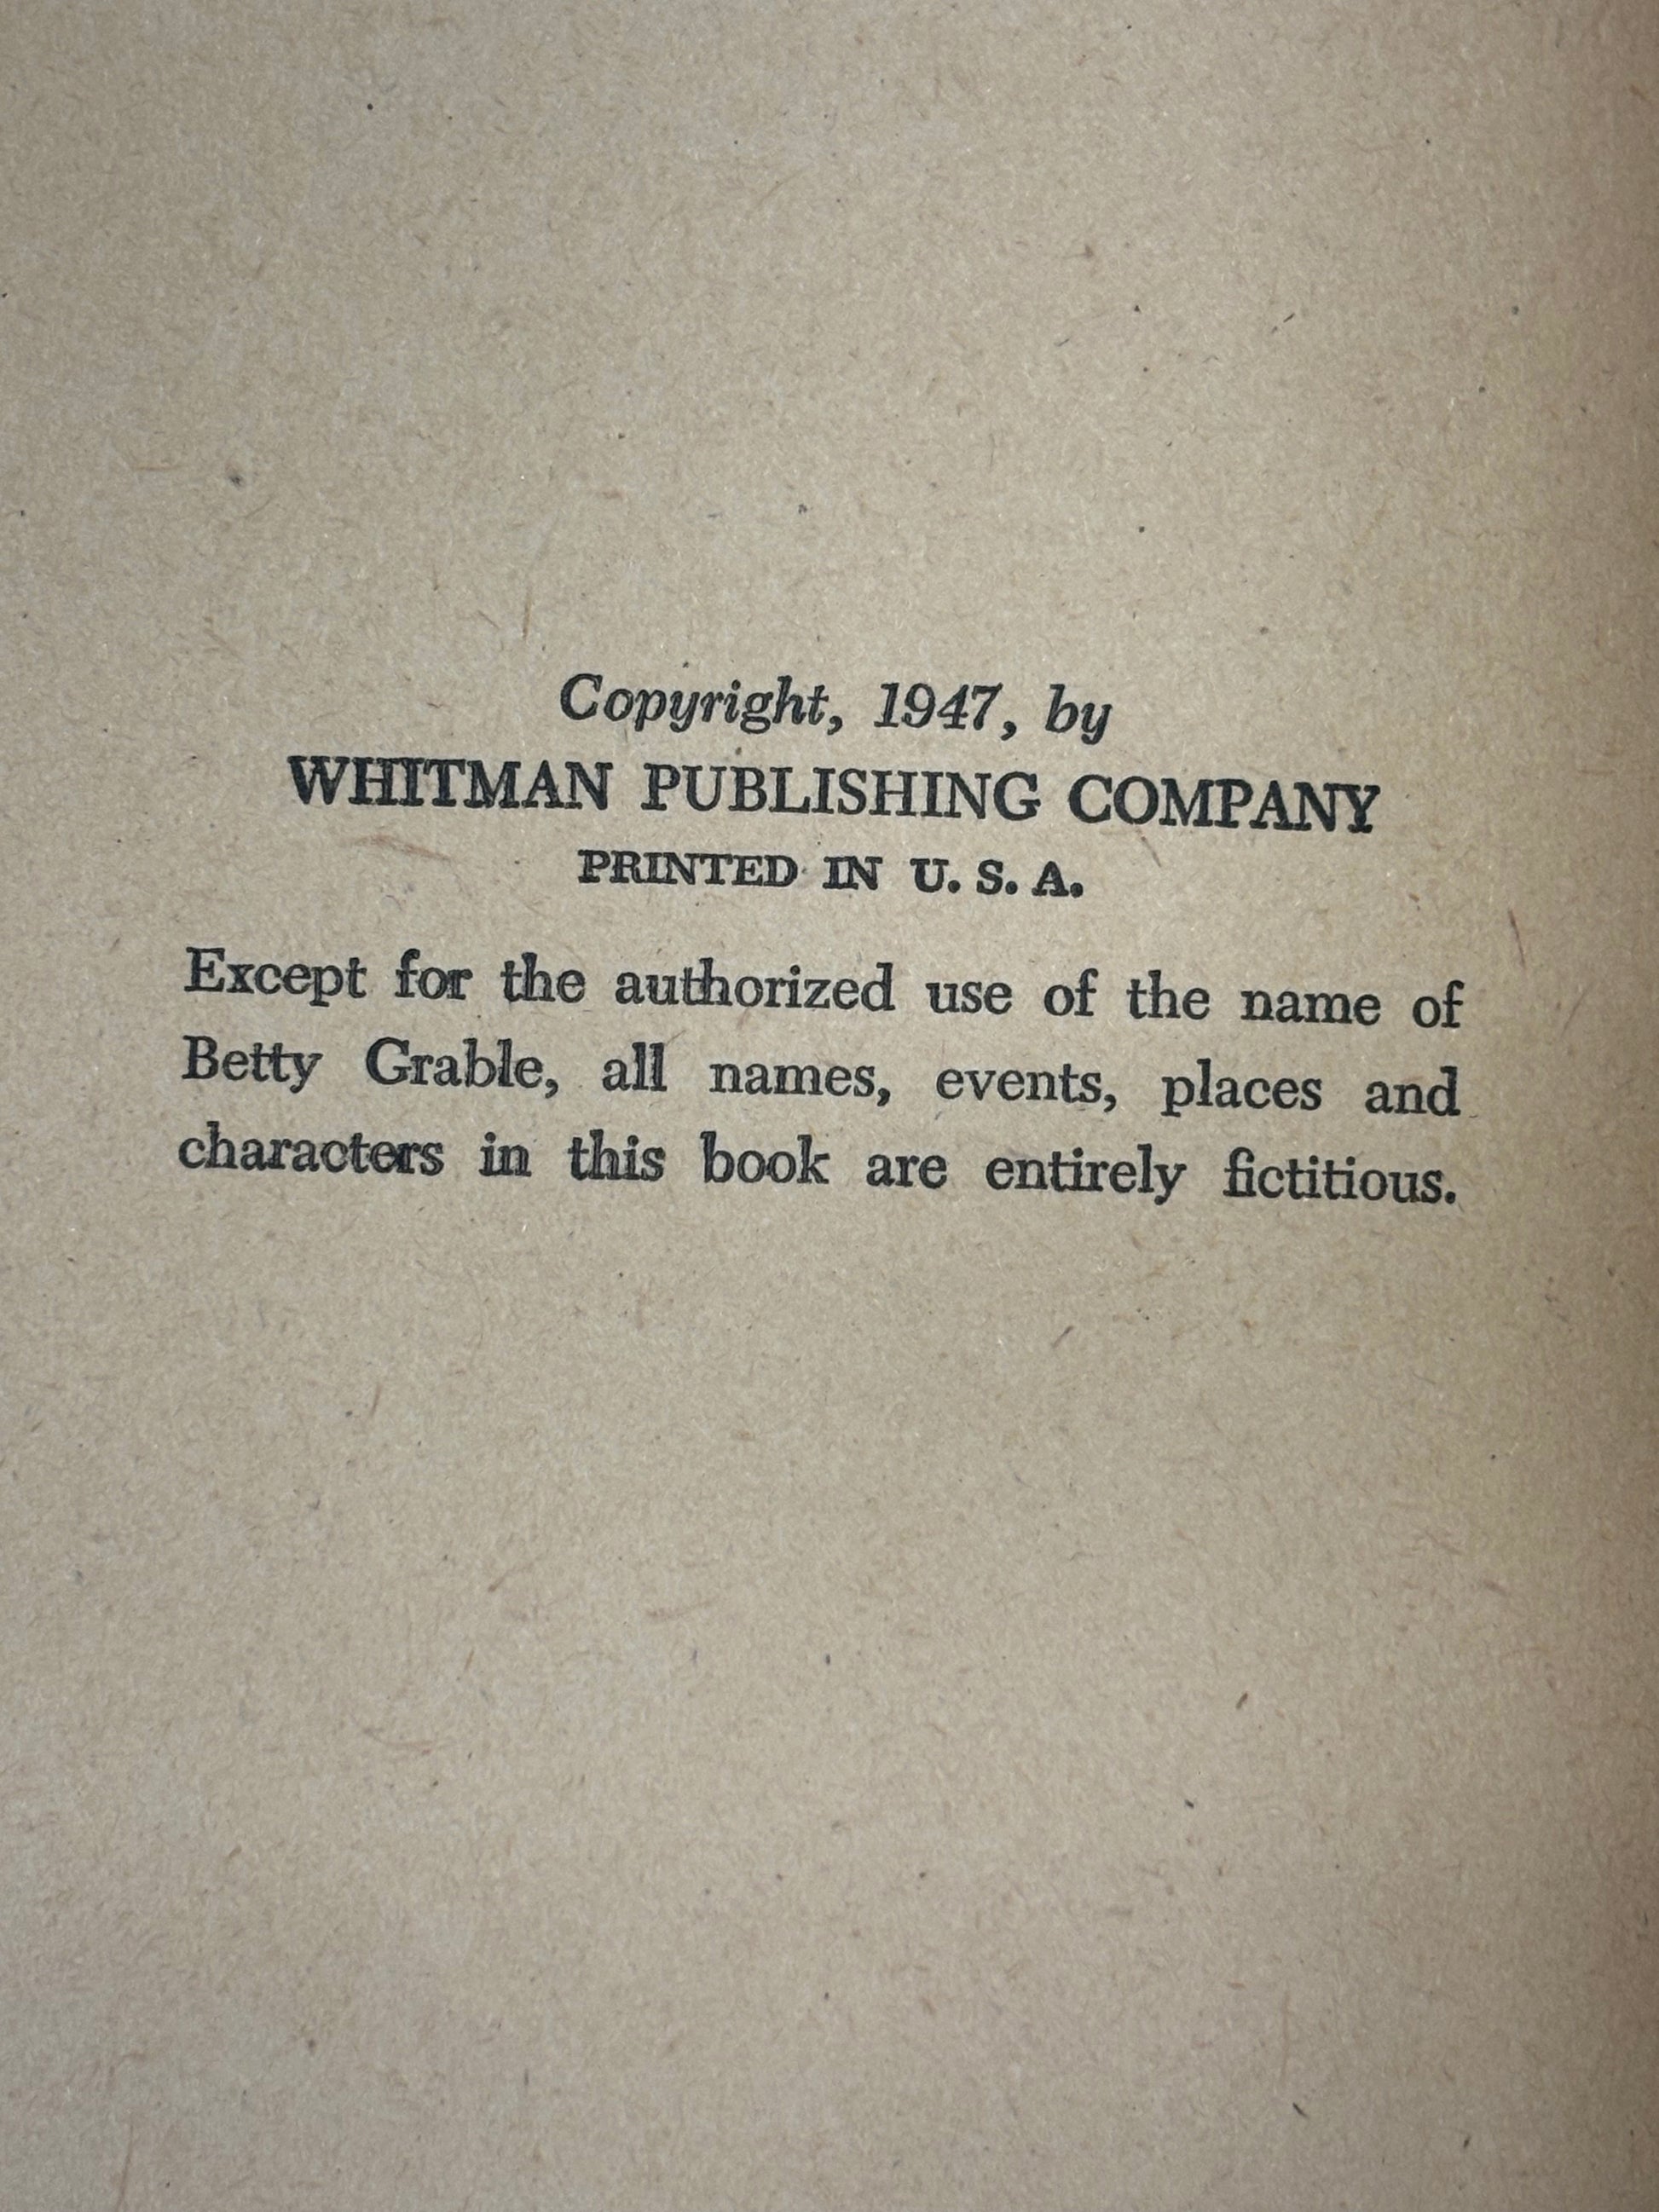 Copyright, 1947, by
WHITMAN PUBLISHING COMPANY
PRINTED IN U. S. A.
Except for the authorized use of the name of
Betty Grable, all names, events, places and
characters in this book are entirely fictitious.